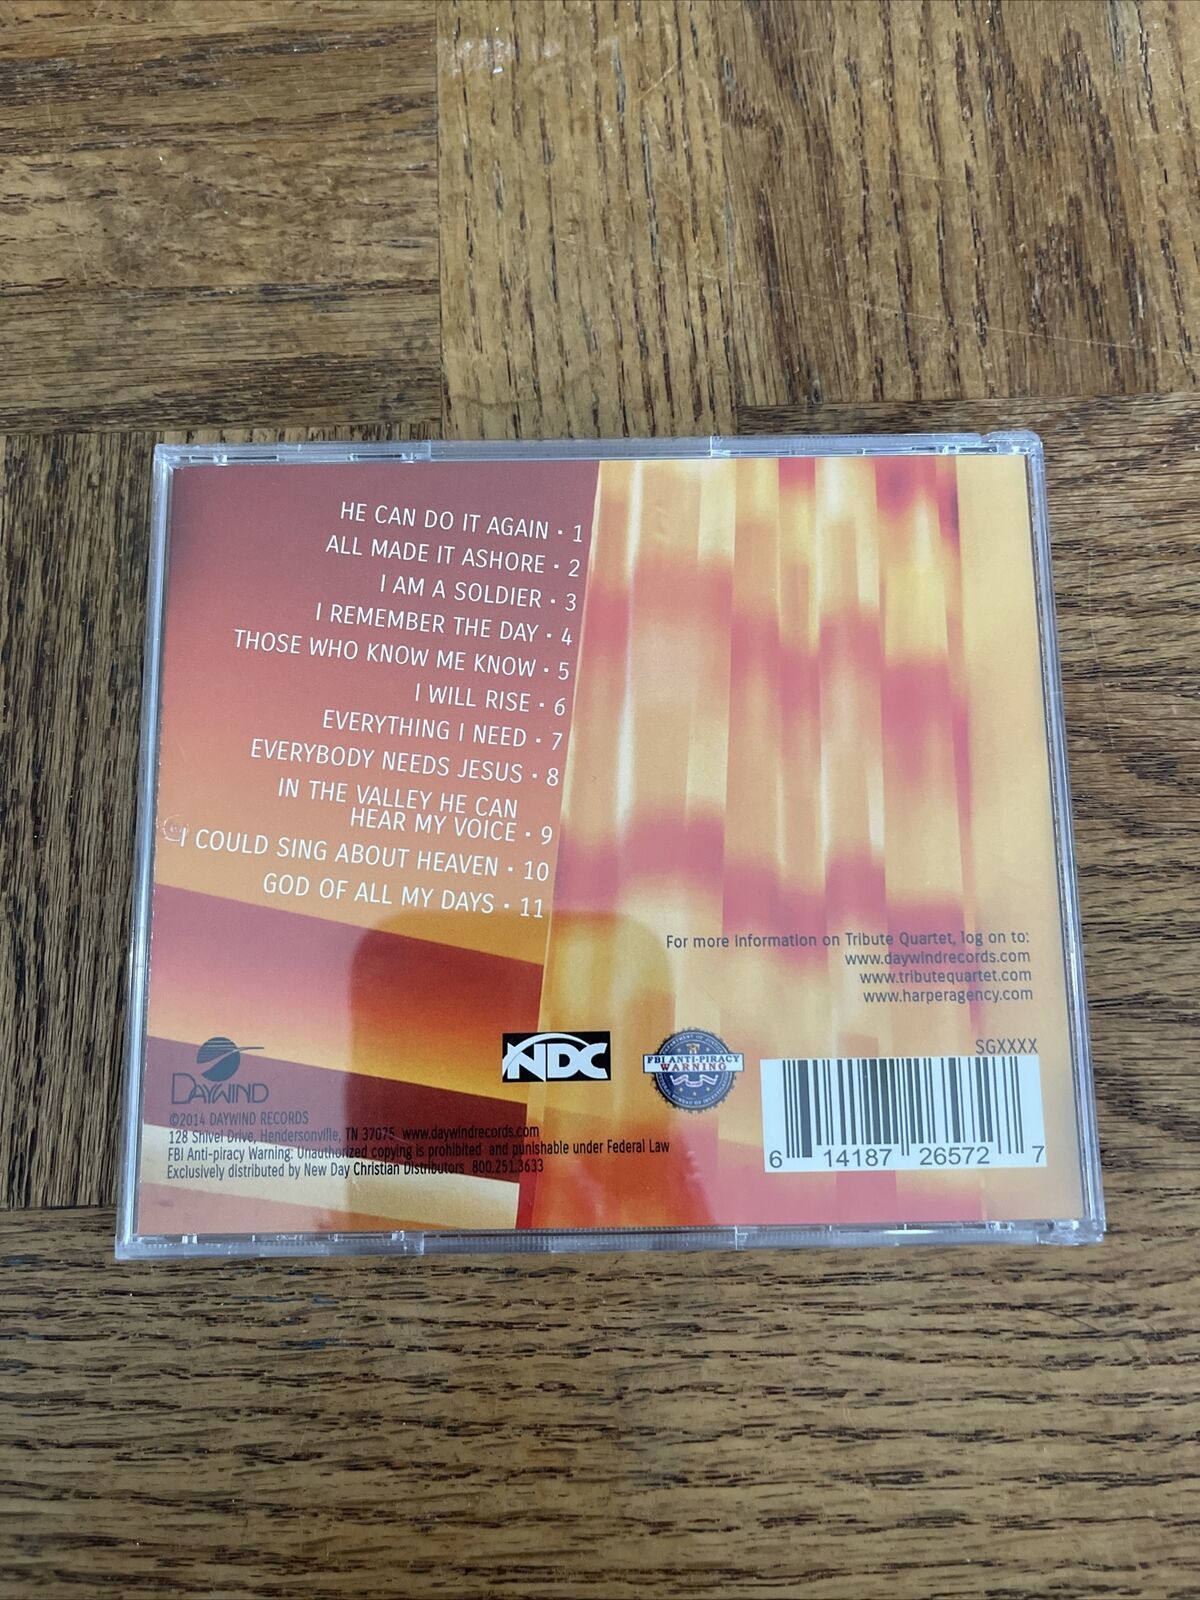 HE CAN DO IT AGAIN · 1
ALL MADE IT ASHORE · 2
I AM A SOLDIER · 3
I REMEMBER THE DAY · 4
THOSE WHO KNOW ME KNOW · 5
I WILL RISE · 6
EVERYTHING I NEED · 7
EVERYBODY NEEDS JESUS · 8
IN THE VALLEY HE CAN
HEAR MY VOICE · 9
I COULD SING ABOUT HEAVEN · 10
GOD OF ALL MY DAYS · 11
For more information on Tribute Quartet, log on to:
www.daywindrecords.com
www.tributequartet.com
www.harperagency.com
DAYWIND
NDC
FBI ANTI-PIRACY
WARNING
SGXXXX
6 14187 26572 7
©2014 DAYWIND RECORDS
128 Shivel Drive, Hendersonville, TN 37075 www.daywindrecords.com
FBI Anti-piracy Warning: Unauthorized copying is prohibited and punishable under Federal Law
Exclusively distributed by New Day Christian Distributors 800.251.3633